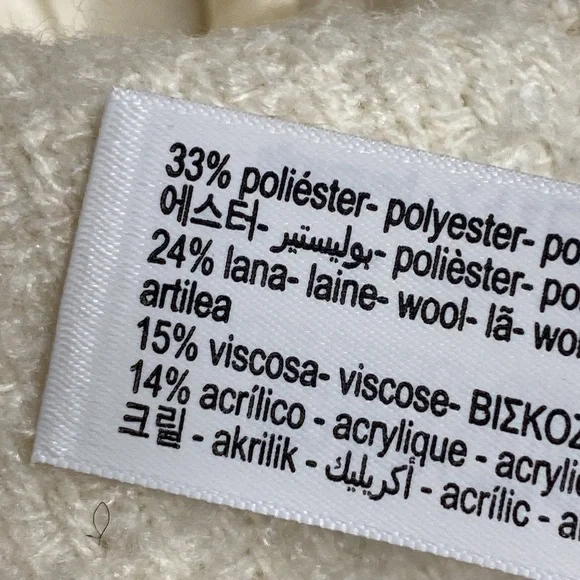 33% poliéster- polyester- po
에스터- بوليستير- polièster- po
24% lana- laine- wool- lã- wo
artilea
15% viscosa- viscose- ΒΙΣΚΟΖ
14% acrílico - acrylique - acryli
크릴 - akrilik - أكريليك - acrílic - a